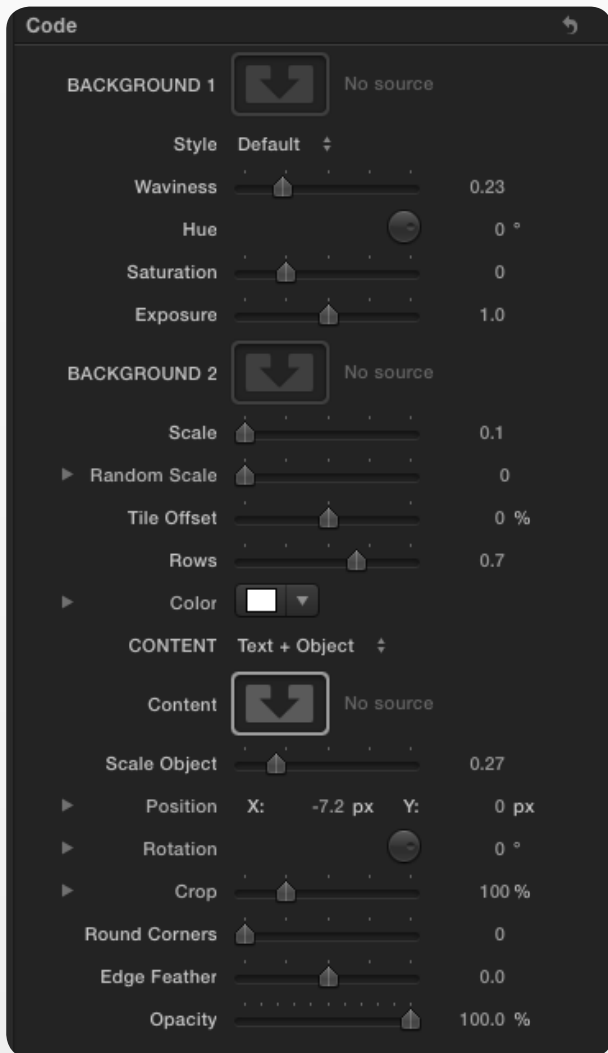 Code
BACKGROUND 1 No source
Style Default
Waviness 0.23
Hue 0 °
Saturation 0
Exposure 1.0
BACKGROUND 2 No source
Scale 0.1
Random Scale 0
Tile Offset 0 %
Rows 0.7
Color
CONTENT Text + Object
Content No source
Scale Object 0.27
Position X: -7.2 px Y: 0 px
Rotation 0 °
Crop 100 %
Round Corners 0
Edge Feather 0.0
Opacity 100.0 %